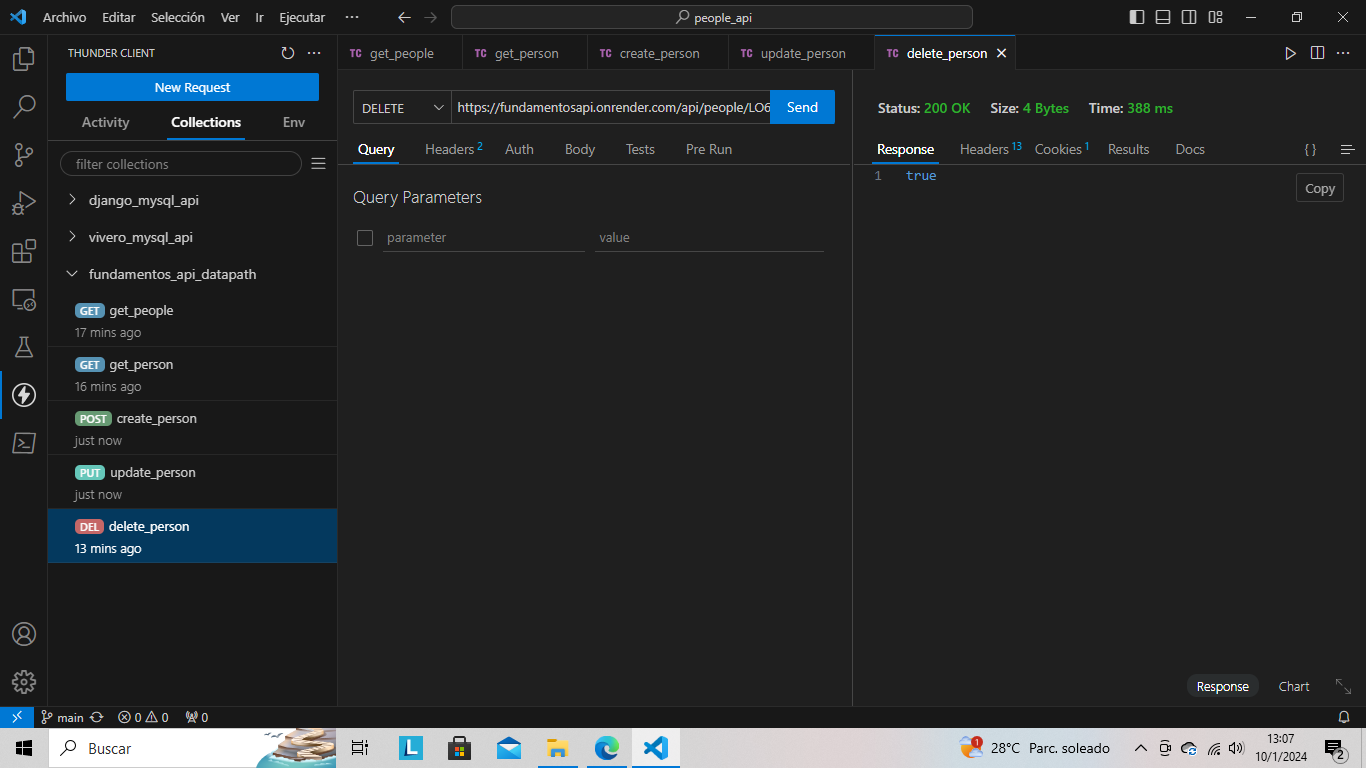 Archivo Editar Selección Ver Ir Ejecutar ··· people_api
THUNDER CLIENT ···
New Request
Activity Collections Env
filter collections
django_mysql_api
vivero_mysql_api
fundamentos_api_datapath
GET get_people
17 mins ago
GET get_person
16 mins ago
POST create_person
just now
PUT update_person
just now
DEL delete_person
13 mins ago
TC get_people TC get_person TC create_person TC update_person TC delete_person ···
DELETE https://fundamentosapi.onrender.com/api/people/LO6 Send
Query Headers 2 Auth Body Tests Pre Run
Query Parameters
parameter value
Status: 200 OK Size: 4 Bytes Time: 388 ms
Response Headers 13 Cookies 1 Results Docs { }
1 true
Copy
Response Chart
main 0 0 0
Buscar L 1 28°C Parc. soleado 13:07
10/1/2024 2